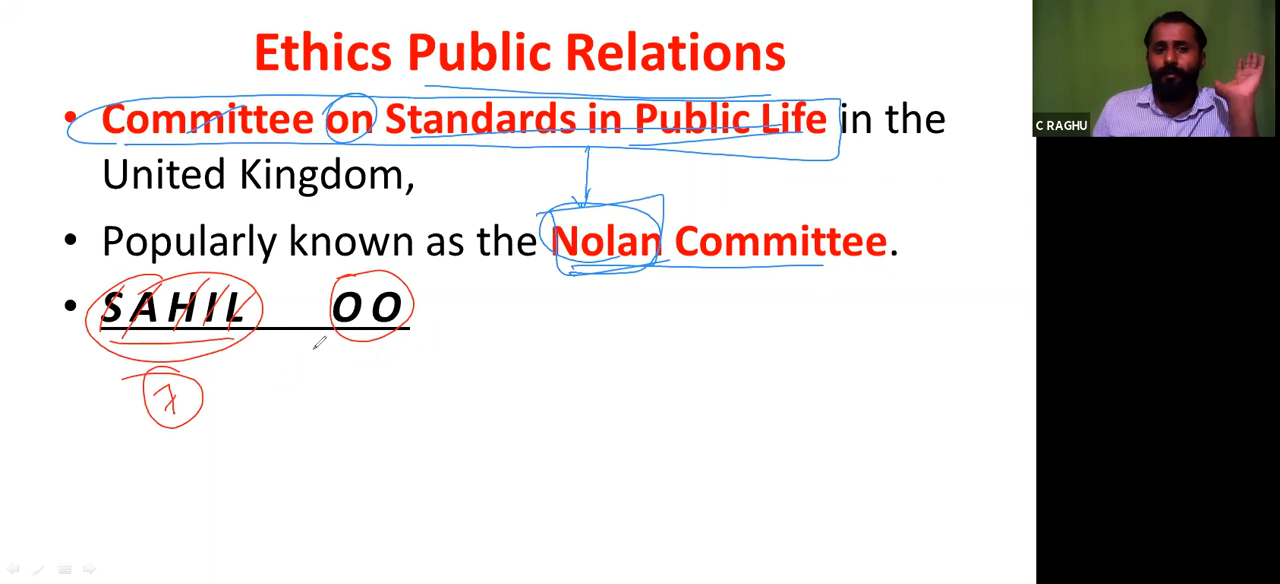 Ethics Public Relations
• Committee on Standards in Public Life in the
United Kingdom,
• Popularly known as the Nolan Committee.
• SAHIL OO
7
C RAGHU